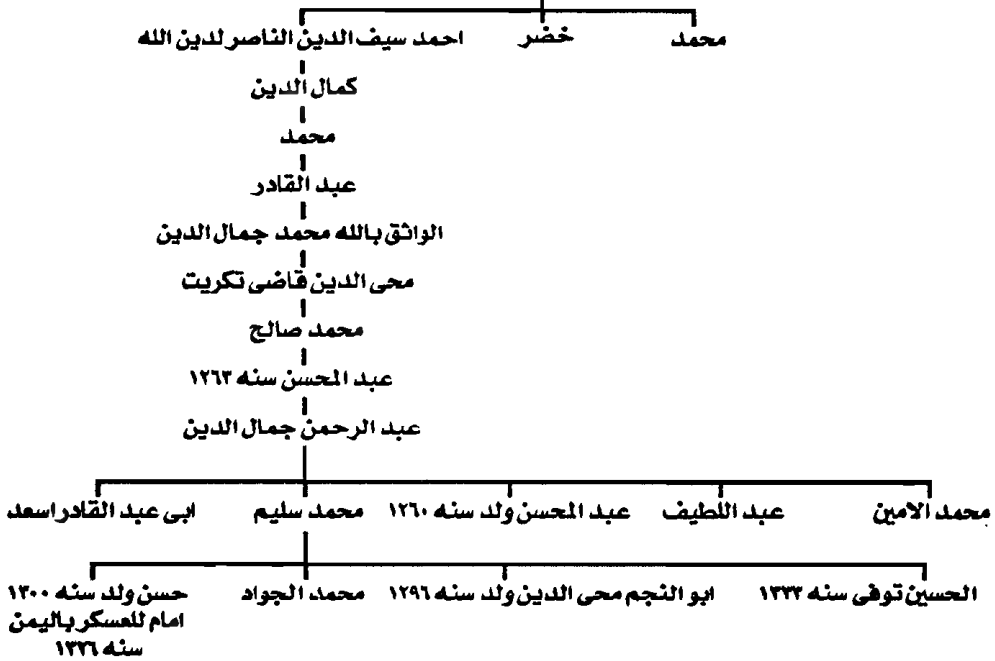 محمد خضر احمد سيف الدين الناصر لدين الله
كمال الدين
محمد
عبد القادر
الواثق بالله محمد جمال الدين
محى الدين قاضى تكريت
محمد صالح
عبد المحسن سنه ١٢٦٣
عبد الرحمن جمال الدين
محمد الامين عبد اللطيف عبد المحسن ولد سنه ١٢٦٠ محمد سليم ابى عبد القادر اسعد
الحسين توفى سنه ١٣٣٣ ابو النجم محى الدين ولد سنه ١٢٩٦ محمد الجواد حسن ولد سنه ١٣٠٠
امام للعسكر باليمن
سنه ١٣٢٦